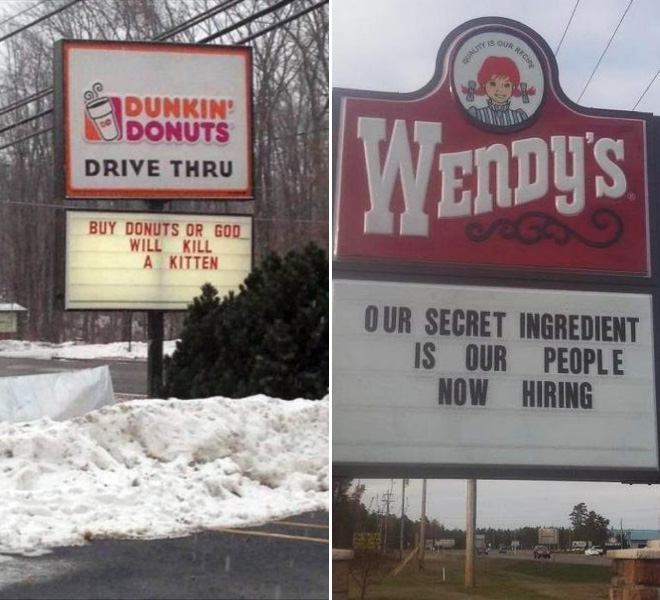 DUNKIN'
DONUTS
DD
DRIVE THRU
BUY DONUTS OR GOD
WILL KILL
A KITTEN
QUALITY IS OUR RECIPE
WENDY'S
OUR SECRET INGREDIENT
IS OUR PEOPLE
NOW HIRING